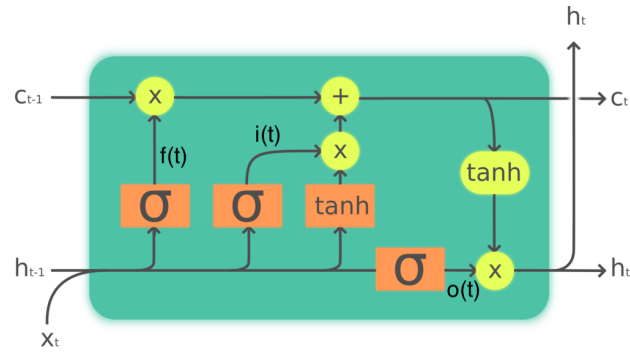 hₜ
cₜ₋₁ x + cₜ
f(t) i(t) x
tanh
σ σ tanh
hₜ₋₁ σ o(t) x hₜ
xₜ